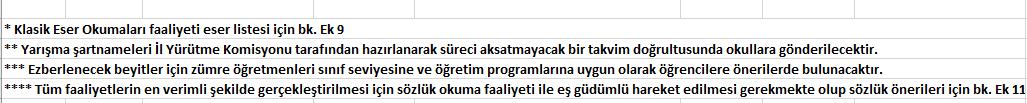 * Klasik Eser Okumaları faaliyeti eser listesi için bk. Ek 9
** Yarışma şartnameleri İl Yürütme Komisyonu tarafından hazırlanarak süreci aksatmayacak bir takvim doğrultusunda okullara gönderilecektir.
*** Ezberlenecek beyitler için zümre öğretmenleri sınıf seviyesine ve öğretim programlarına uygun olarak öğrencilere önerilerde bulunacaktır.
**** Tüm faaliyetlerin en verimli şekilde gerçekleştirilmesi için sözlük okuma faaliyeti ile eş güdümlü hareket edilmesi gerekmekte olup sözlük önerileri için bk. Ek 11